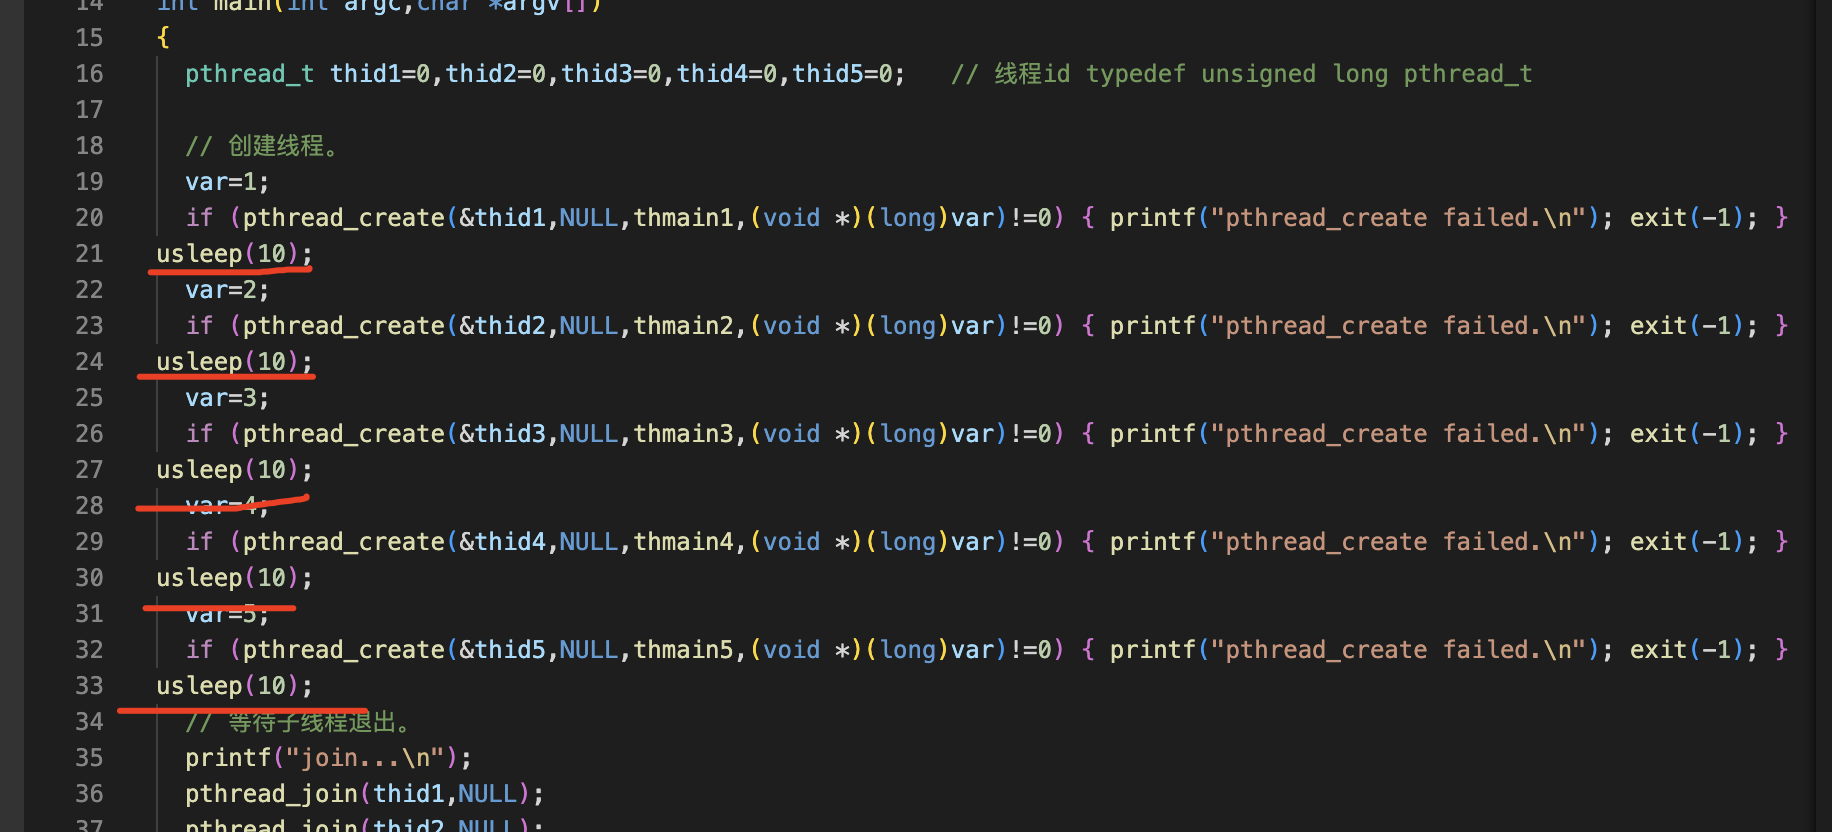 14 int main(int argc,char *argv[])
15 {
16 pthread_t thid1=0,thid2=0,thid3=0,thid4=0,thid5=0;   // 线程id typedef unsigned long pthread_t
17
18 // 创建线程。
19 var=1;
20 if (pthread_create(&thid1,NULL,thmain1,(void *)(long)var)!=0) { printf("pthread_create failed.\n"); exit(-1); }
21 usleep(10);
22 var=2;
23 if (pthread_create(&thid2,NULL,thmain2,(void *)(long)var)!=0) { printf("pthread_create failed.\n"); exit(-1); }
24 usleep(10);
25 var=3;
26 if (pthread_create(&thid3,NULL,thmain3,(void *)(long)var)!=0) { printf("pthread_create failed.\n"); exit(-1); }
27 usleep(10);
28 var=4;
29 if (pthread_create(&thid4,NULL,thmain4,(void *)(long)var)!=0) { printf("pthread_create failed.\n"); exit(-1); }
30 usleep(10);
31 var=5;
32 if (pthread_create(&thid5,NULL,thmain5,(void *)(long)var)!=0) { printf("pthread_create failed.\n"); exit(-1); }
33 usleep(10);
34 // 等待子线程退出。
35 printf("join...\n");
36 pthread_join(thid1,NULL);
37 pthread_join(thid2,NULL);